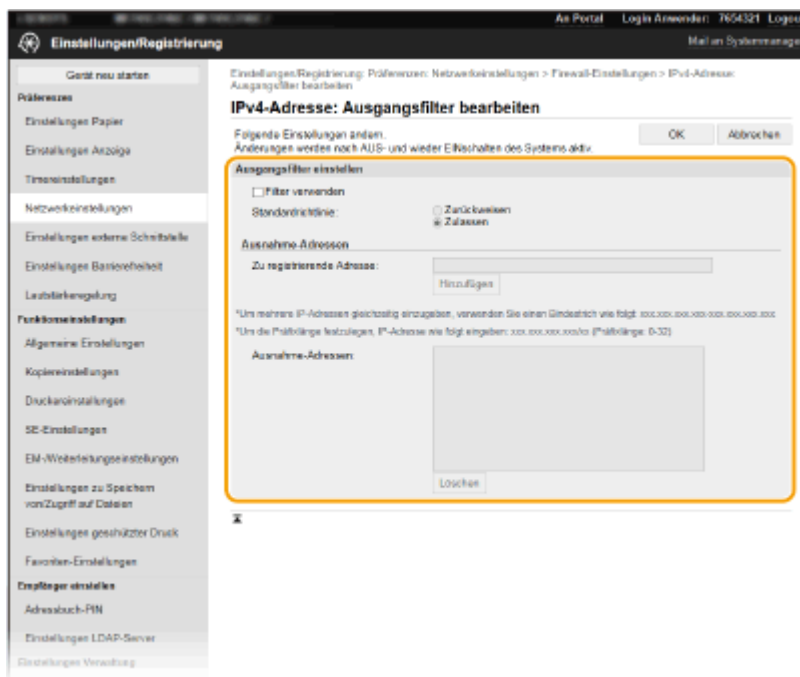 An Portal Login Anwender: 7654321 Logou
Einstellungen/Registrierung
Mail an Systemmanage
Gerät neu starten
Präferenzen
Einstellungen Papier
Einstellungen Anzeige
Timereinstellungen
Netzwerkeinstellungen
Einstellungen externe Schnittstelle
Einstellungen Barrierefreiheit
Lautstärkeregelung
Funktionseinstellungen
Allgemeine Einstellungen
Kopiereinstellungen
Druckereinstellungen
SE-Einstellungen
EM-/Weiterleitungseinstellungen
Einstellungen zu Speichern
von/Zugriff auf Dateien
Einstellungen geschützter Druck
Favoriten-Einstellungen
Empfänger einstellen
Adressbuch-PIN
Einstellungen LDAP-Server
Einstellungen Verwaltung
Einstellungen/Registrierung: Präferenzen: Netzwerkeinstellungen > Firewall-Einstellungen > IPv4-Adresse:
Ausgangsfilter bearbeiten
IPv4-Adresse: Ausgangsfilter bearbeiten
Folgende Einstellungen ändern.
Änderungen werden nach AUS- und wieder EINschalten des Systems aktiv.
OK Abbrechen
Ausgangsfilter einstellen
Filter verwenden
Standardrichtlinie: Zurückweisen
Zulassen
Ausnahme-Adressen
Zu registrierende Adresse:
Hinzufügen
*Um mehrere IP-Adressen gleichzeitig einzugeben, verwenden Sie einen Bindestrich wie folgt: xxx.xxx.xxx.xxx-xxx.xxx.xxx.xxx
*Um die Präfixlänge festzulegen, IP-Adresse wie folgt eingeben: xxx.xxx.xxx.xxx/xx (Präfixlänge: 0-32)
Ausnahme-Adressen:
Löschen